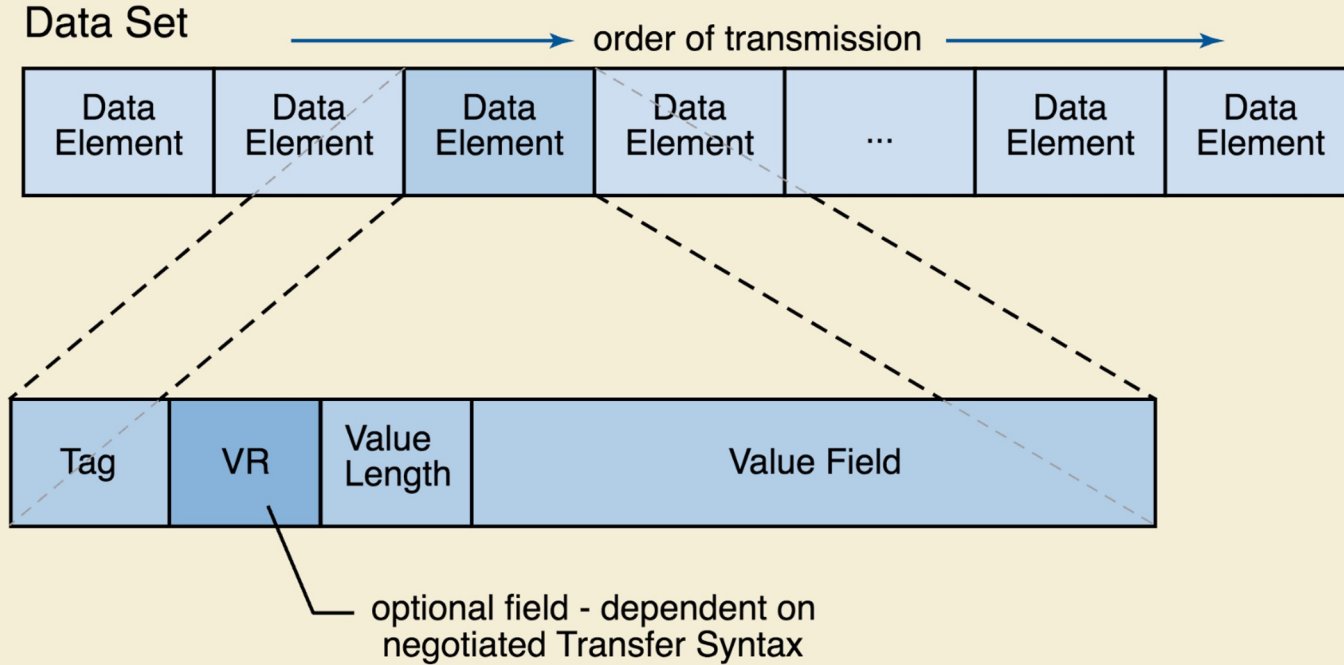 Data Set
order of transmission
Data
Element
Data
Element
Data
Element
Data
Element
...
Data
Element
Data
Element
Tag
VR
Value
Length
Value Field
optional field - dependent on
negotiated Transfer Syntax